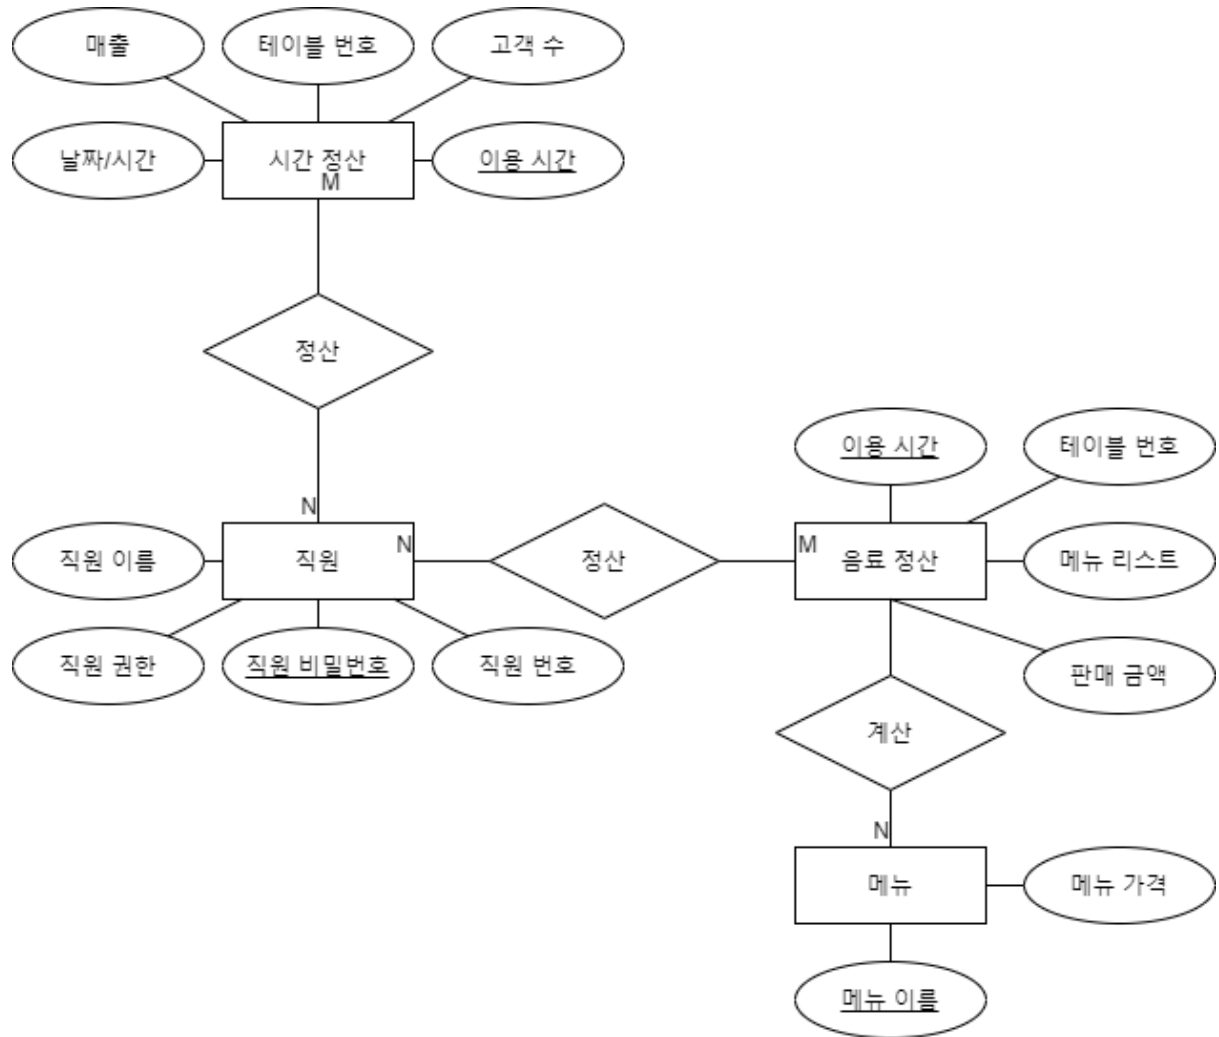 매출
테이블 번호
고객 수
날짜/시간
시간 정산
이용 시간
M
정산
N
직원 이름
직원
N
정산
M
음료 정산
이용 시간
테이블 번호
메뉴 리스트
판매 금액
직원 권한
직원 비밀번호
직원 번호
계산
N
메뉴
메뉴 가격
메뉴 이름